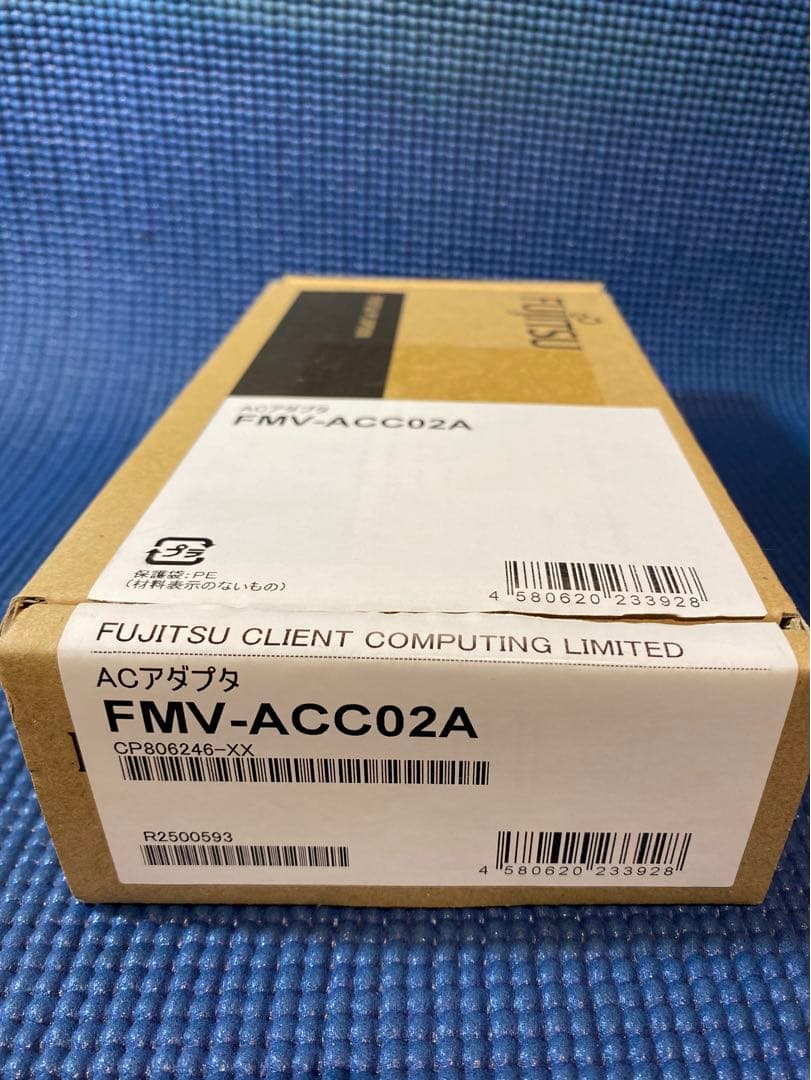 FUJITSU
ACアダプタ
FMV-ACC02A
プラ
保護袋:PE
(材料表示のないもの)
4 580620 233928
FUJITSU CLIENT COMPUTING LIMITED
ACアダプタ
FMV-ACC02A
CP806246-XX
R2500593
4 580620 233928